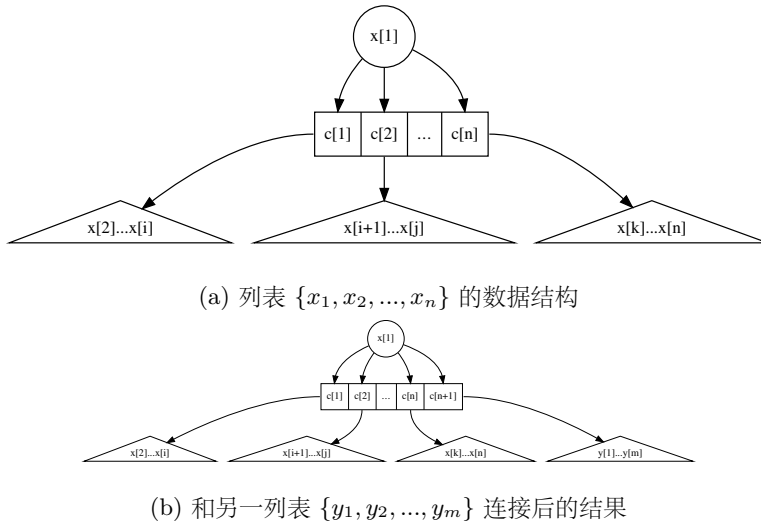 x[1]
c[1] c[2] ... c[n]
x[2]...x[i] x[i+1]...x[j] x[k]...x[n]
(a) 列表 {x₁, x₂, ..., xₙ} 的数据结构
x[1]
c[1] c[2] ... c[n] c[n+1]
x[2]...x[i] x[i+1]...x[j] x[k]...x[n] y[1]...y[m]
(b) 和另一列表 {y₁, y₂, ..., yₘ} 连接后的结果